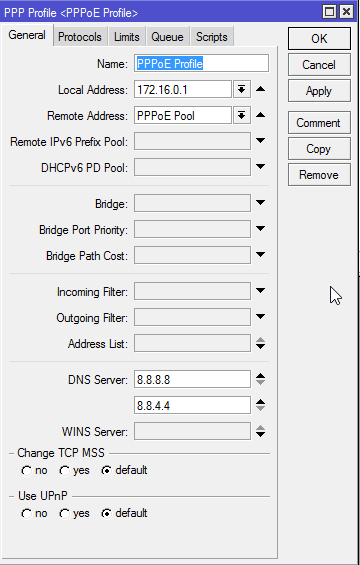 PPP Profile <PPPoE Profile>
General Protocols Limits Queue Scripts
OK
Name: PPPoE Profile
Cancel
Local Address: 172.16.0.1
Apply
Remote Address: PPPoE Pool
Comment
Remote IPv6 Prefix Pool:
Copy
DHCPv6 PD Pool:
Remove
Bridge:
Bridge Port Priority:
Bridge Path Cost:
Incoming Filter:
Outgoing Filter:
Address List:
DNS Server: 8.8.8.8
8.8.4.4
WINS Server:
Change TCP MSS
no yes default
Use UPnP
no yes default